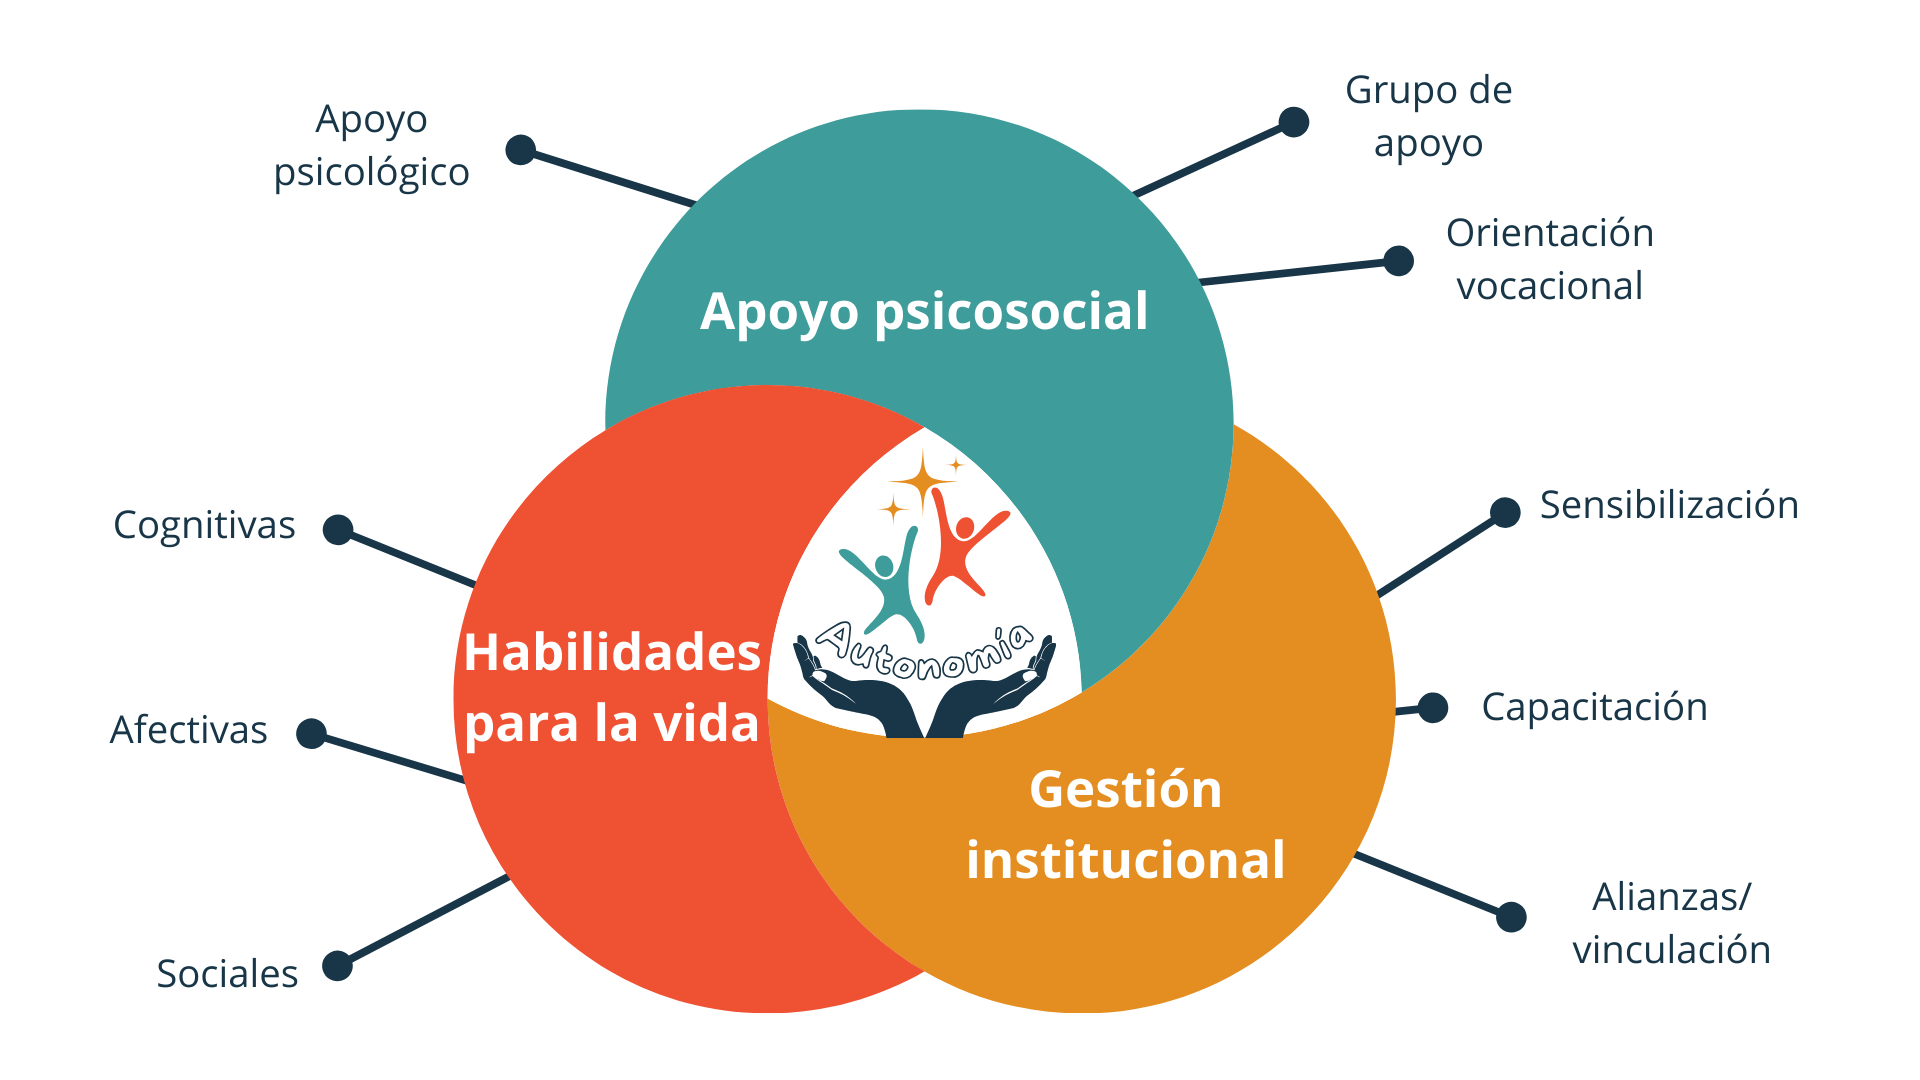 Apoyo
psicológico
Grupo de
apoyo
Orientación
vocacional
Apoyo psicosocial
Cognitivas
Afectivas
Sociales
Habilidades
para la vida
Autonomía
Sensibilización
Capacitación
Alianzas/
vinculación
Gestión
institucional